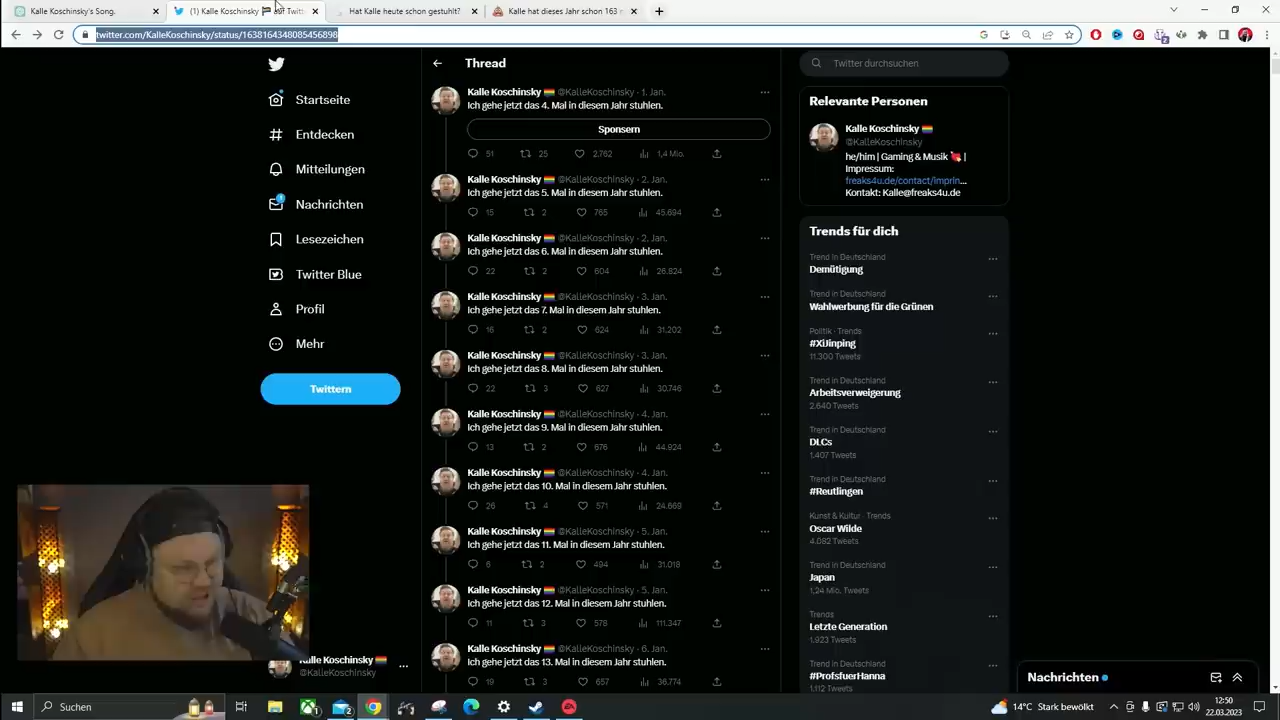 Kalle Koschinsky's Song.
(1) Kalle Koschinsky
Twitter
Hat Kalle heute schon gestuhlt?
Kalle hat dieses Jahr schon 163 m
twitter.com/KalleKoschinsky/status/1638164348085456898
Startseite
Entdecken
Mitteilungen
Nachrichten
Lesezeichen
Twitter Blue
Profil
Mehr
Twittern
Kalle Koschinsky
@KalleKoschinsky
Thread
Kalle Koschinsky @KalleKoschinsky · 1. Jan.
Ich gehe jetzt das 4. Mal in diesem Jahr stuhlen.
Sponsern
51 25 2.762 1,4 Mio.
Kalle Koschinsky @KalleKoschinsky · 2. Jan.
Ich gehe jetzt das 5. Mal in diesem Jahr stuhlen.
15 2 765 45.694
Kalle Koschinsky @KalleKoschinsky · 2. Jan.
Ich gehe jetzt das 6. Mal in diesem Jahr stuhlen.
22 2 604 26.824
Kalle Koschinsky @KalleKoschinsky · 3. Jan.
Ich gehe jetzt das 7. Mal in diesem Jahr stuhlen.
16 2 624 31.202
Kalle Koschinsky @KalleKoschinsky · 3. Jan.
Ich gehe jetzt das 8. Mal in diesem Jahr stuhlen.
22 3 627 30.746
Kalle Koschinsky @KalleKoschinsky · 4. Jan.
Ich gehe jetzt das 9. Mal in diesem Jahr stuhlen.
13 2 676 44.924
Kalle Koschinsky @KalleKoschinsky · 4. Jan.
Ich gehe jetzt das 10. Mal in diesem Jahr stuhlen.
26 4 571 24.669
Kalle Koschinsky @KalleKoschinsky · 5. Jan.
Ich gehe jetzt das 11. Mal in diesem Jahr stuhlen.
6 2 494 31.018
Kalle Koschinsky @KalleKoschinsky · 5. Jan.
Ich gehe jetzt das 12. Mal in diesem Jahr stuhlen.
11 3 578 111.347
Kalle Koschinsky @KalleKoschinsky · 6. Jan.
Ich gehe jetzt das 13. Mal in diesem Jahr stuhlen.
19 3 657 36.774
Twitter durchsuchen
Relevante Personen
Kalle Koschinsky
@KalleKoschinsky
he/him | Gaming & Musik |
Impressum:
freaks4u.de/contact/imprin...
Kontakt: Kalle@freaks4u.de
Trends für dich
Trend in Deutschland
Demütigung
Trend in Deutschland
Wahlwerbung für die Grünen
Politik · Trends
#XiJinping
11.300 Tweets
Trend in Deutschland
Arbeitsverweigerung
2.640 Tweets
Trend in Deutschland
DLCs
1.407 Tweets
Trend in Deutschland
#Reutlingen
Kunst & Kultur · Trends
Oscar Wilde
4.082 Tweets
Trend in Deutschland
Japan
1,24 Mio. Tweets
Trends
Letzte Generation
1.923 Tweets
Trend in Deutschland
#ProfsfuerHanna
1.112 Tweets
Nachrichten
Suchen
14°C Stark bewölkt
12:50
22.03.2023